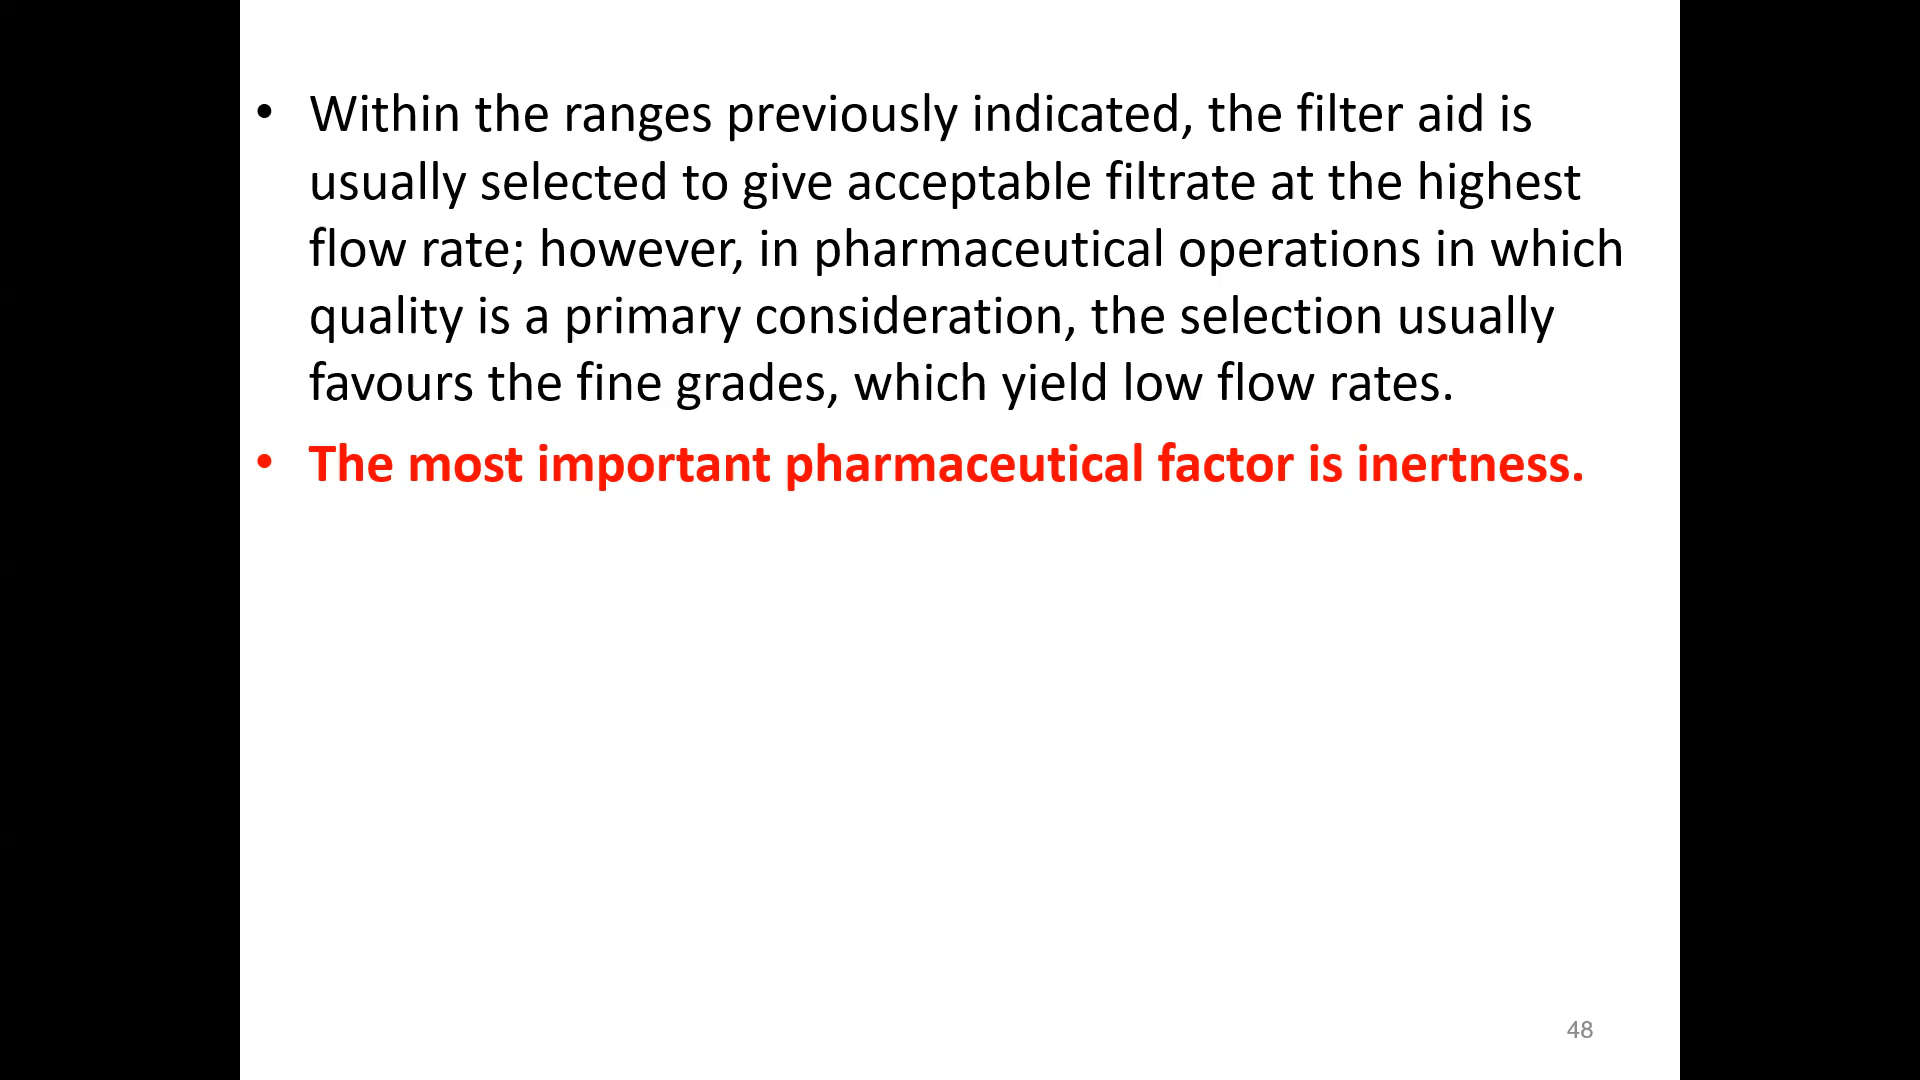 • Within the ranges previously indicated, the filter aid is
usually selected to give acceptable filtrate at the highest
flow rate; however, in pharmaceutical operations in which
quality is a primary consideration, the selection usually
favours the fine grades, which yield low flow rates.
• The most important pharmaceutical factor is inertness.
48